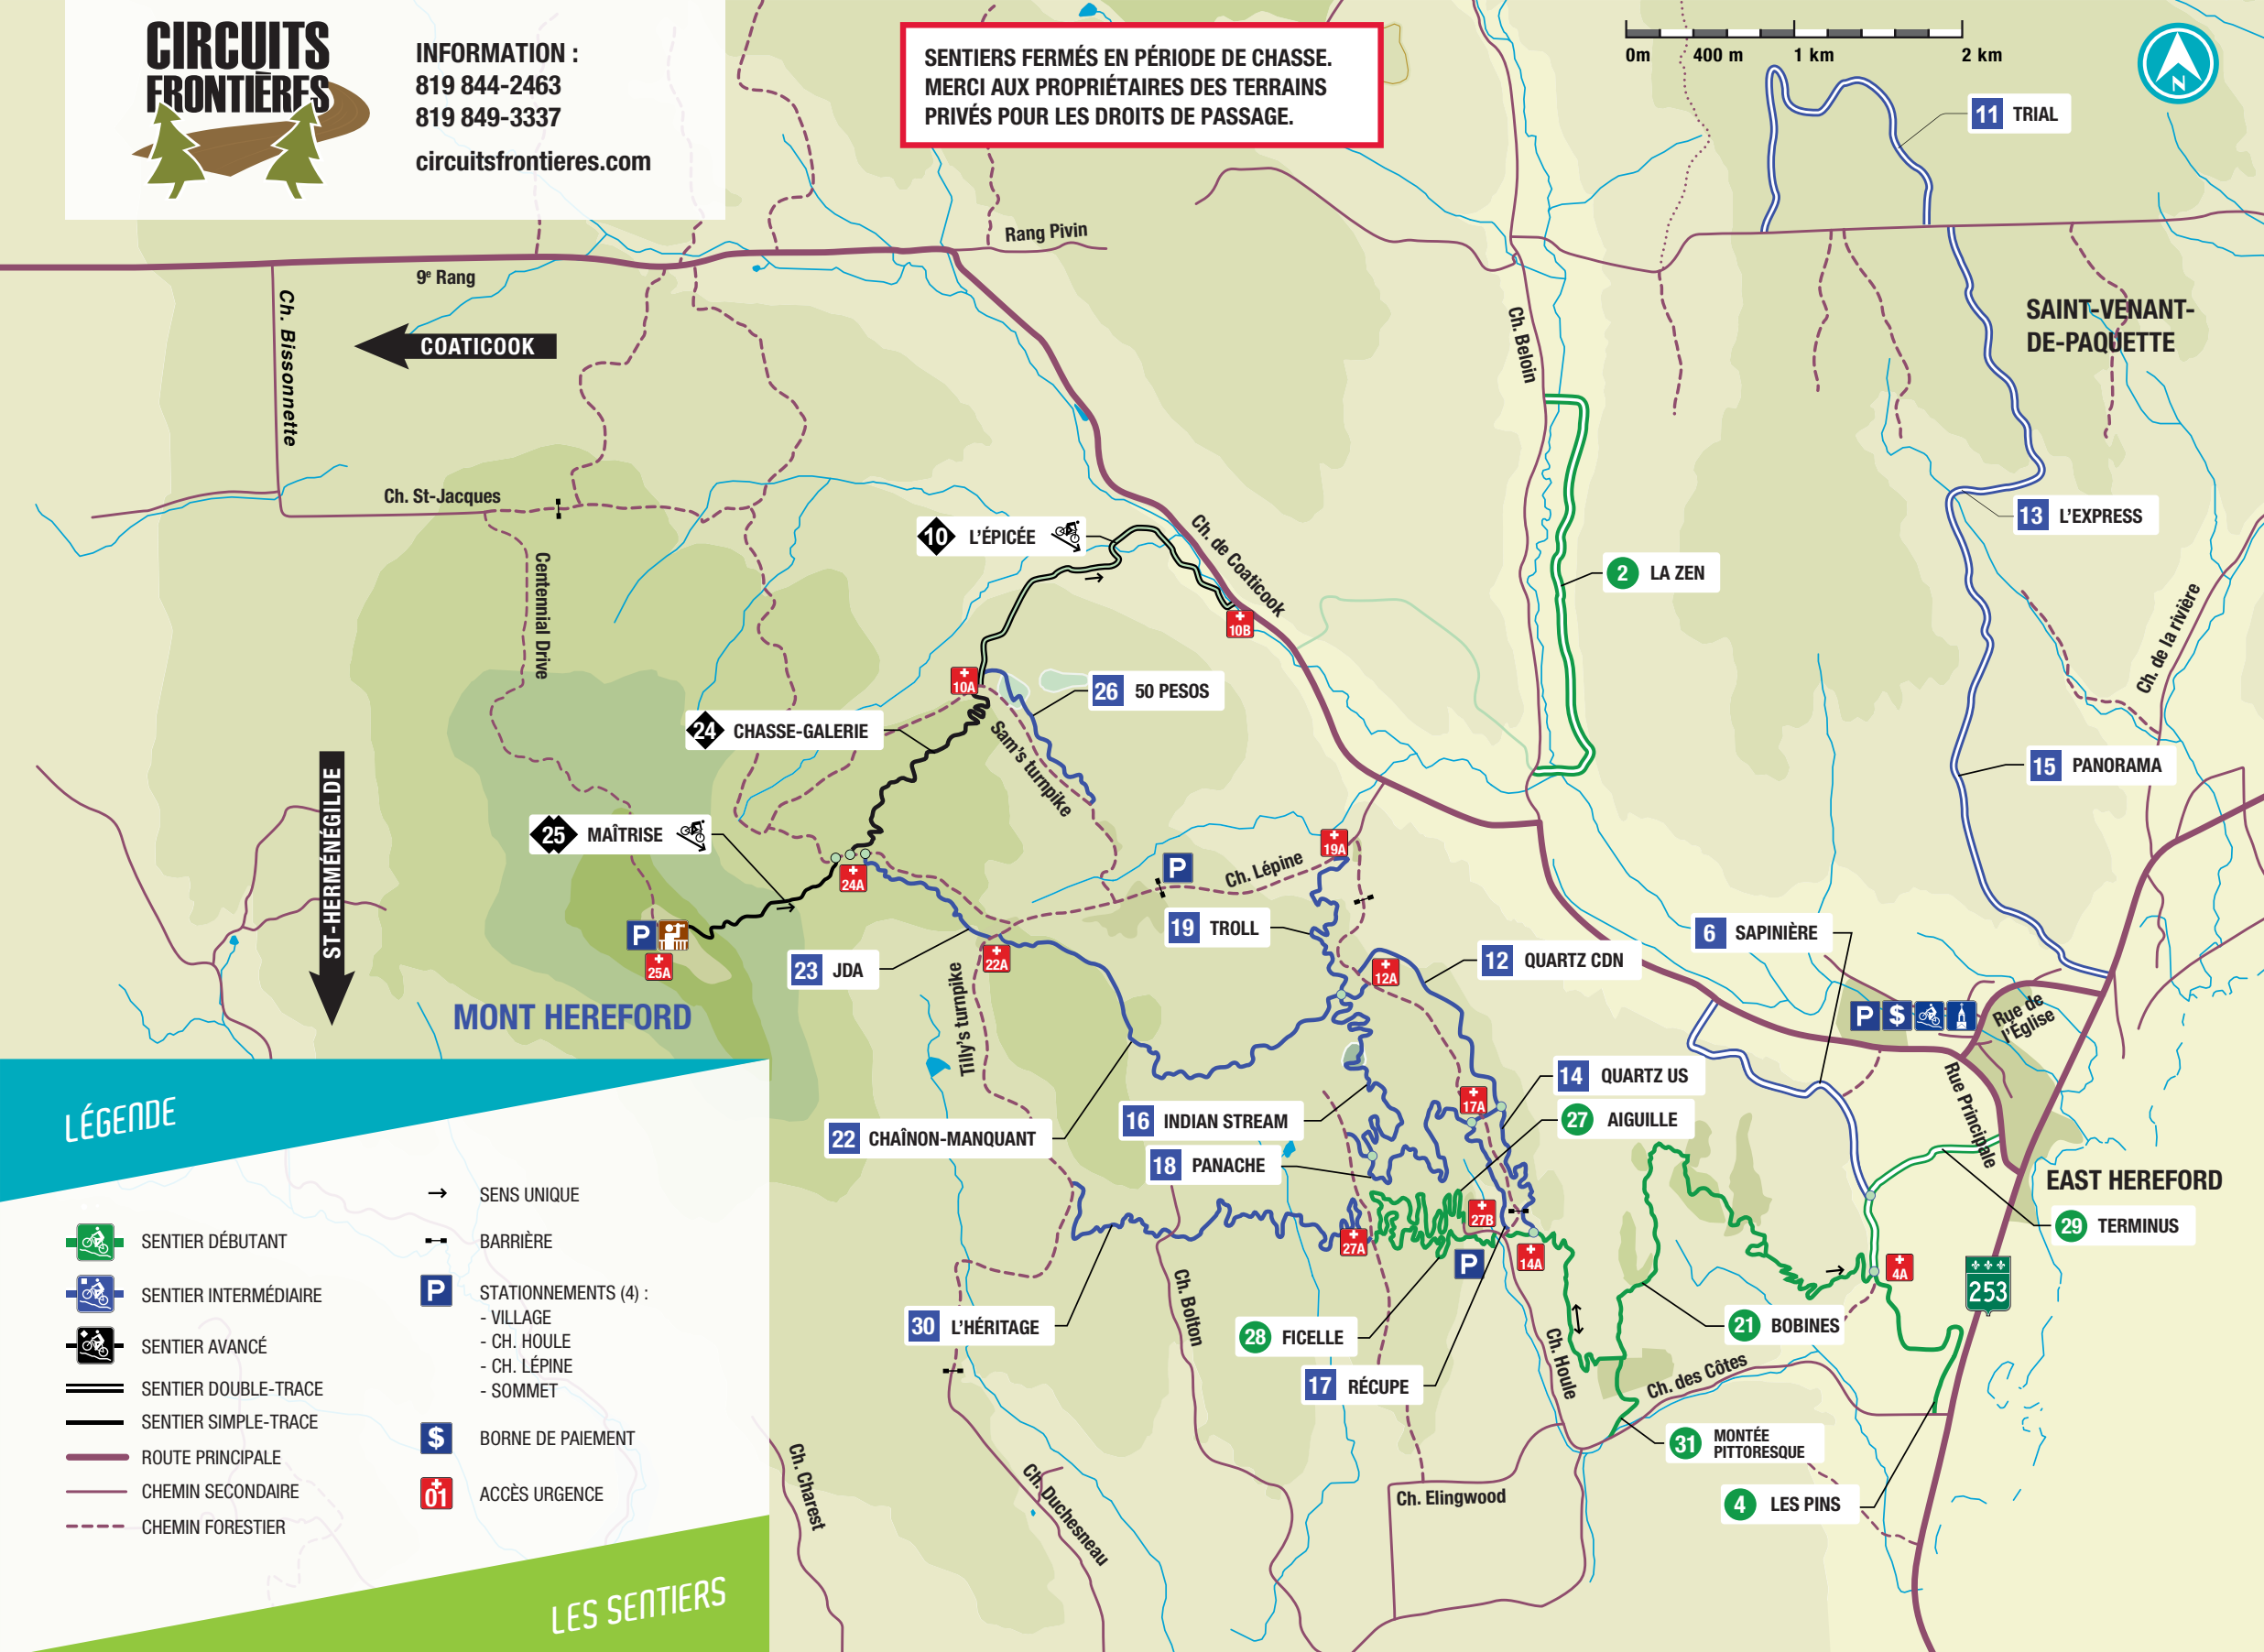 CIRCUITS
FRONTIÈRES
INFORMATION :
819 844-2463
819 849-3337
circuitsfrontieres.com
SENTIERS FERMÉS EN PÉRIODE DE CHASSE.
MERCI AUX PROPRIÉTAIRES DES TERRAINS
PRIVÉS POUR LES DROITS DE PASSAGE.
0m 400 m 1 km 2 km
N
11 TRIAL
Rang Pivin
9e Rang
Ch. Bissonnette
COATICOOK
Ch. Beloin
SAINT-VENANT-
DE-PAQUETTE
Ch. St-Jacques
10 L'ÉPICÉE
Ch. de Coaticook
13 L'EXPRESS
Centennial Drive
2 LA ZEN
10B
Ch. de la rivière
10A
26 50 PESOS
24 CHASSE-GALERIE
Sam's turnpike
15 PANORAMA
ST-HERMÉNÉGILDE
25 MAÎTRISE
19A
24A
P
Ch. Lépine
19 TROLL
6 SAPINIÈRE
P
25A
22A
23 JDA
12A
12 QUARTZ CDN
MONT HEREFORD
Tilly's turnpike
P $
Rue de
l'Église
14 QUARTZ US
Rue Principale
17A
16 INDIAN STREAM
27 AIGUILLE
22 CHAÎNON-MANQUANT
18 PANACHE
EAST HEREFORD
29 TERMINUS
27B
27A
P
14A
4A
253
Ch. Bolton
30 L'HÉRITAGE
28 FICELLE
21 BOBINES
Ch. Houle
17 RÉCUPE
Ch. des Côtes
31 MONTÉE
PITTORESQUE
Ch. Charest
Ch. Duchesneau
Ch. Elingwood
4 LES PINS
LÉGENDE
SENTIER DÉBUTANT
SENTIER INTERMÉDIAIRE
SENTIER AVANCÉ
SENTIER DOUBLE-TRACE
SENTIER SIMPLE-TRACE
ROUTE PRINCIPALE
CHEMIN SECONDAIRE
CHEMIN FORESTIER
SENS UNIQUE
BARRIÈRE
P STATIONNEMENTS (4) :
- VILLAGE
- CH. HOULE
- CH. LÉPINE
- SOMMET
$ BORNE DE PAIEMENT
01 ACCÈS URGENCE
LES SENTIERS